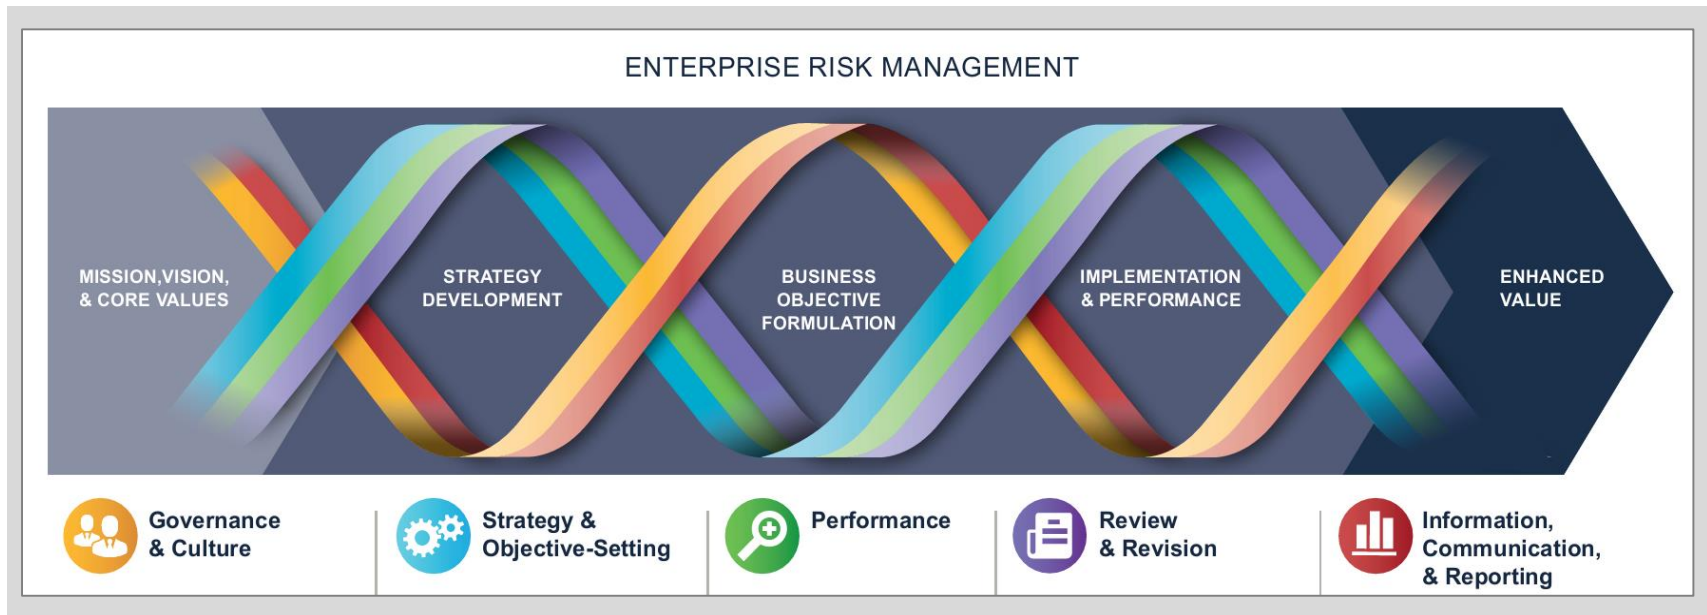 ENTERPRISE RISK MANAGEMENT
MISSION,VISION,
& CORE VALUES
STRATEGY
DEVELOPMENT
BUSINESS
OBJECTIVE
FORMULATION
IMPLEMENTATION
& PERFORMANCE
ENHANCED
VALUE
Governance
& Culture
Strategy &
Objective-Setting
Performance
Review
& Revision
Information,
Communication,
& Reporting